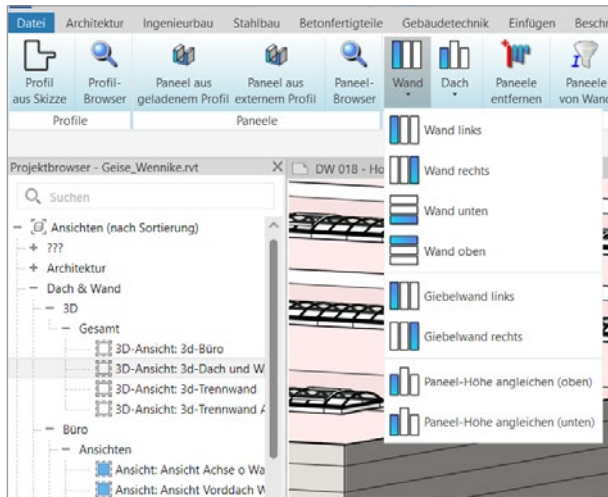 Datei Architektur Ingenieurbau Stahlbau Betonfertigteile Gebäudetechnik Einfügen
Profil aus Skizze
Profil-Browser
Paneel aus geladenem Profil
Paneel aus externem Profil
Paneel-Browser
Wand
Dach
Paneele entfernen
Paneele von Wand
Profile
Paneele
Wand links
Wand rechts
Wand unten
Wand oben
Giebelwand links
Giebelwand rechts
Paneel-Höhe angleichen (oben)
Paneel-Höhe angleichen (unten)
Projektbrowser - Geise_Wennike.rvt
DW 018 - Ho
Suchen
Ansichten (nach Sortierung)
???
Architektur
Dach & Wand
3D
Gesamt
3D-Ansicht: 3d-Büro
3D-Ansicht: 3d-Dach und W
3D-Ansicht: 3d-Trennwand
3D-Ansicht: 3d-Trennwand A
Büro
Ansichten
Ansicht: Ansicht Achse o Wa
Ansicht: Ansicht Vorddach W